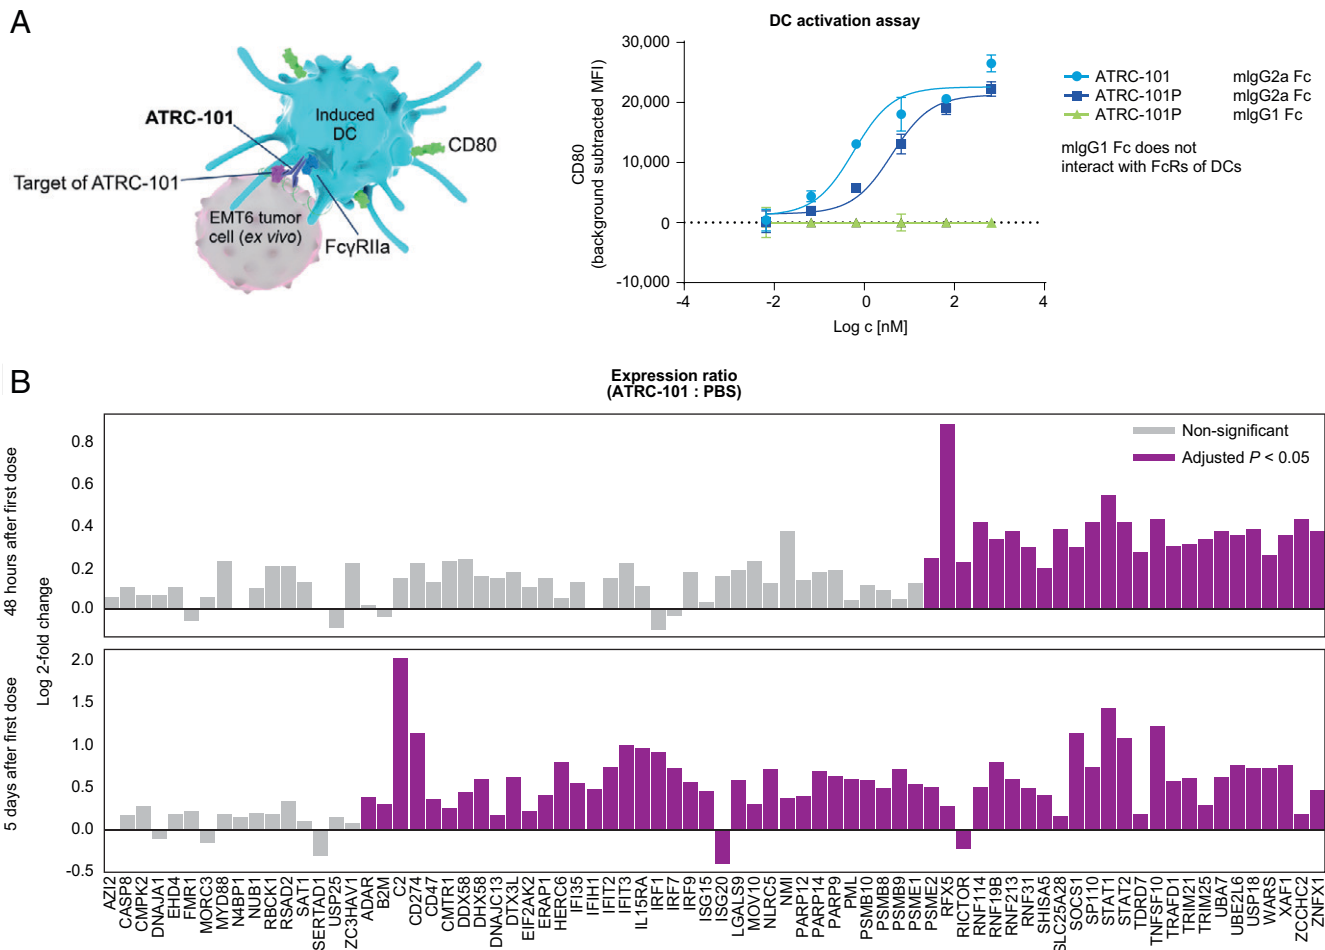 A
ATRC-101
Induced
DC
CD80
Target of ATRC-101
EMT6 tumor
cell (ex vivo)
FcγRIIa
DC activation assay
CD80
(background subtracted MFI)
30,000
20,000
10,000
0
-10,000
-4
-2
0
2
4
Log c [nM]
ATRC-101 mIgG2a Fc
ATRC-101P mIgG2a Fc
ATRC-101P mIgG1 Fc
mIgG1 Fc does not
interact with FcRs of DCs
B
Expression ratio
(ATRC-101 : PBS)
48 hours after first dose
5 days after first dose
Log 2-fold change
0.8
0.6
0.4
0.2
0.0
Non-significant
Adjusted P < 0.05
2.0
1.5
1.0
0.5
0.0
-0.5
AZI2
CASP8
CMPK2
DNAJA1
EHD4
FMR1
MORC3
MYD88
N4BP1
NUB1
RBCK1
RSAD2
SAT1
SERTAD1
USP25
ZC3HAV1
ADAR
B2M
C2
CD274
CD47
CMTR1
DDX58
DHX58
DNAJC13
DTX3L
EIF2AK2
ERAP1
HERC6
IFI35
IFIH1
IFIT2
IFIT3
IL15RA
IRF1
IRF7
IRF9
ISG15
ISG20
LGALS9
MOV10
NLRC5
NMI
PARP12
PARP14
PARP9
PML
PSMB10
PSMB8
PSMB9
PSME1
PSME2
RFX5
RICTOR
RNF114
RNF19B
RNF213
RNF31
SHISA5
SLC25A28
SOCS1
SP110
STAT1
STAT2
TDRD7
TNFSF10
TRAFD1
TRIM21
TRIM25
UBA7
UBE2L6
USP18
WARS
XAF1
ZCCHC2
ZNFX1